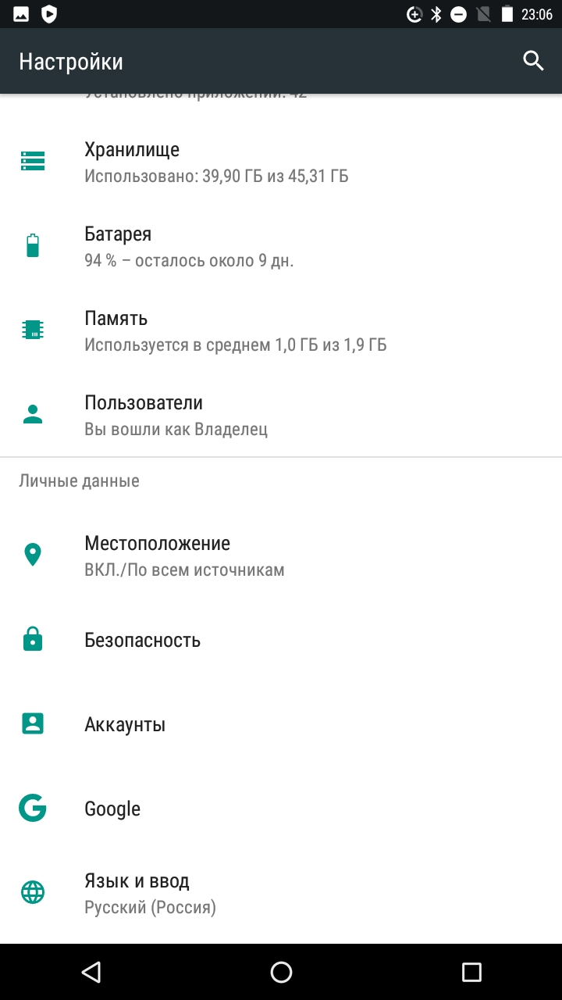 23:06
Настройки
Установлено приложений: 42
Хранилище
Использовано: 39,90 ГБ из 45,31 ГБ
Батарея
94 % – осталось около 9 дн.
Память
Используется в среднем 1,0 ГБ из 1,9 ГБ
Пользователи
Вы вошли как Владелец
Личные данные
Местоположение
ВКЛ./По всем источникам
Безопасность
Аккаунты
Google
Язык и ввод
Русский (Россия)